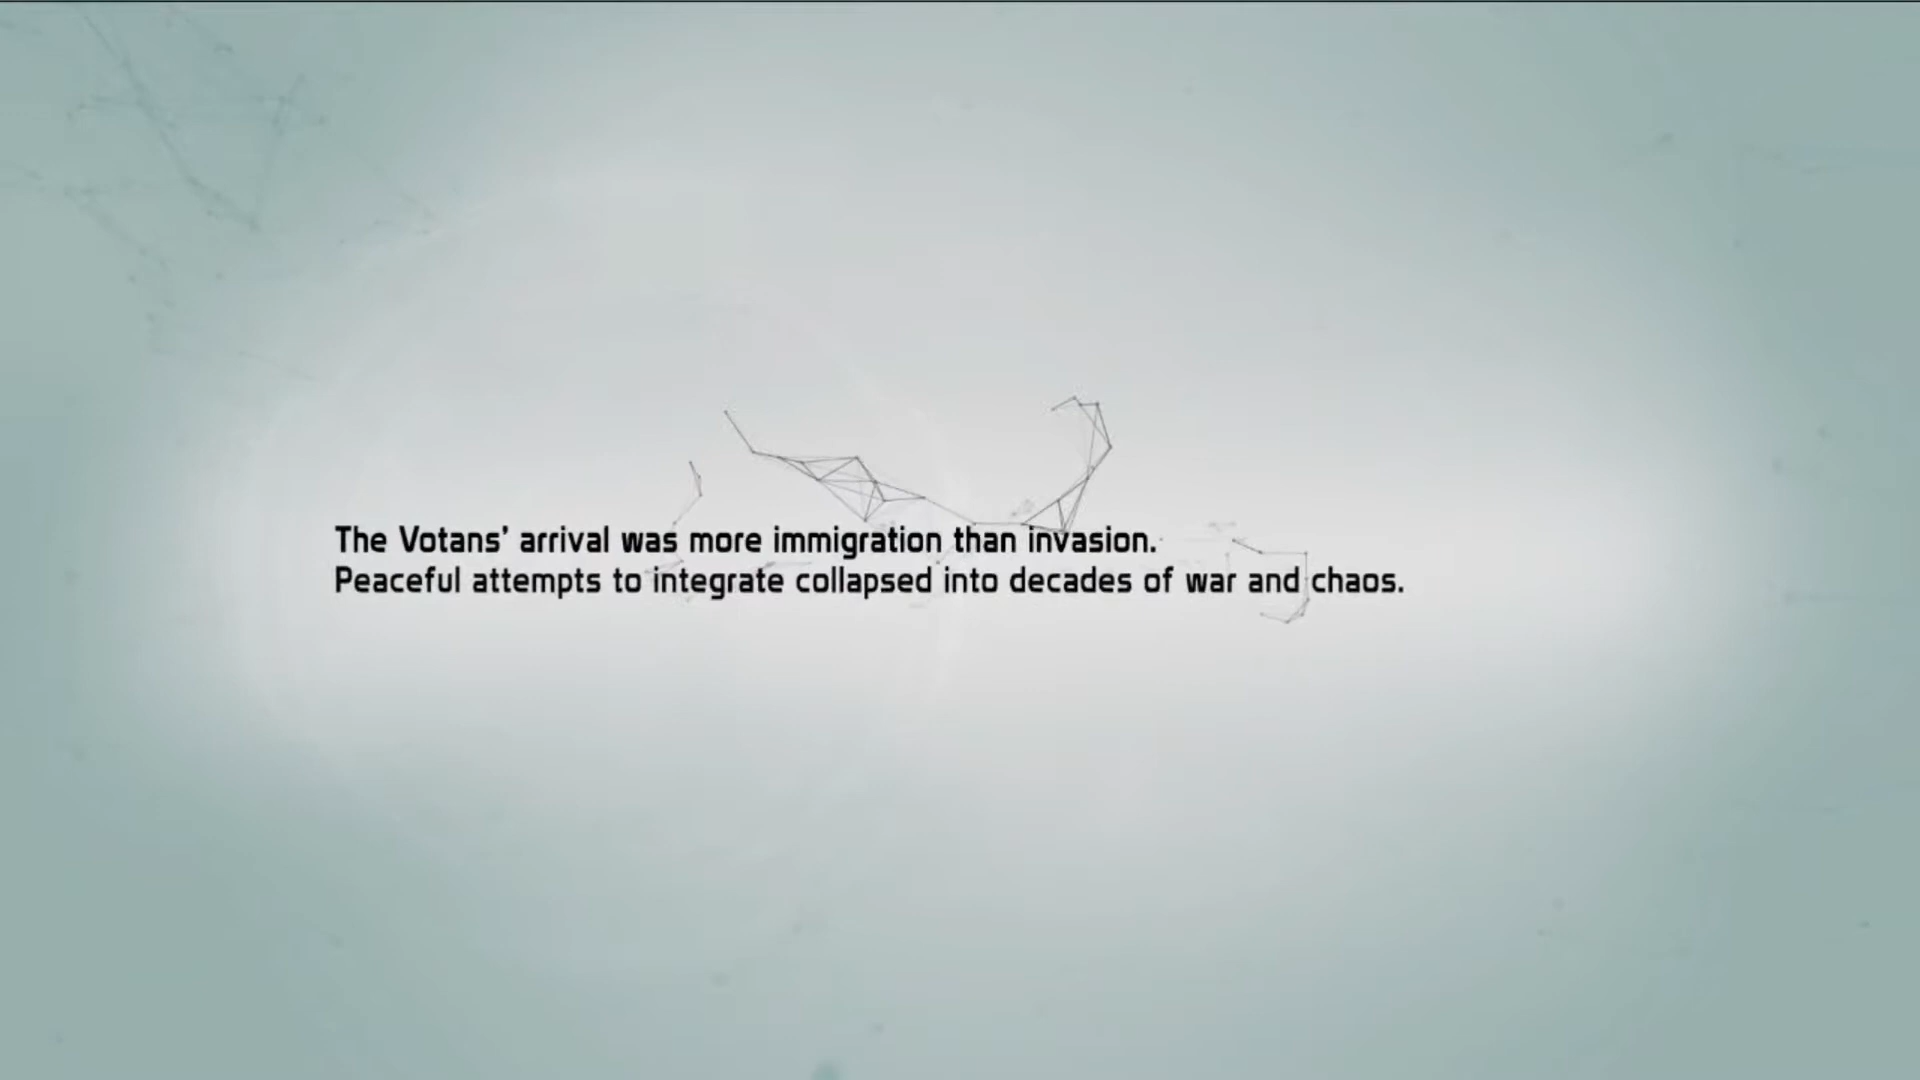 The Votans’ arrival was more immigration than invasion.
Peaceful attempts to integrate collapsed into decades of war and chaos.